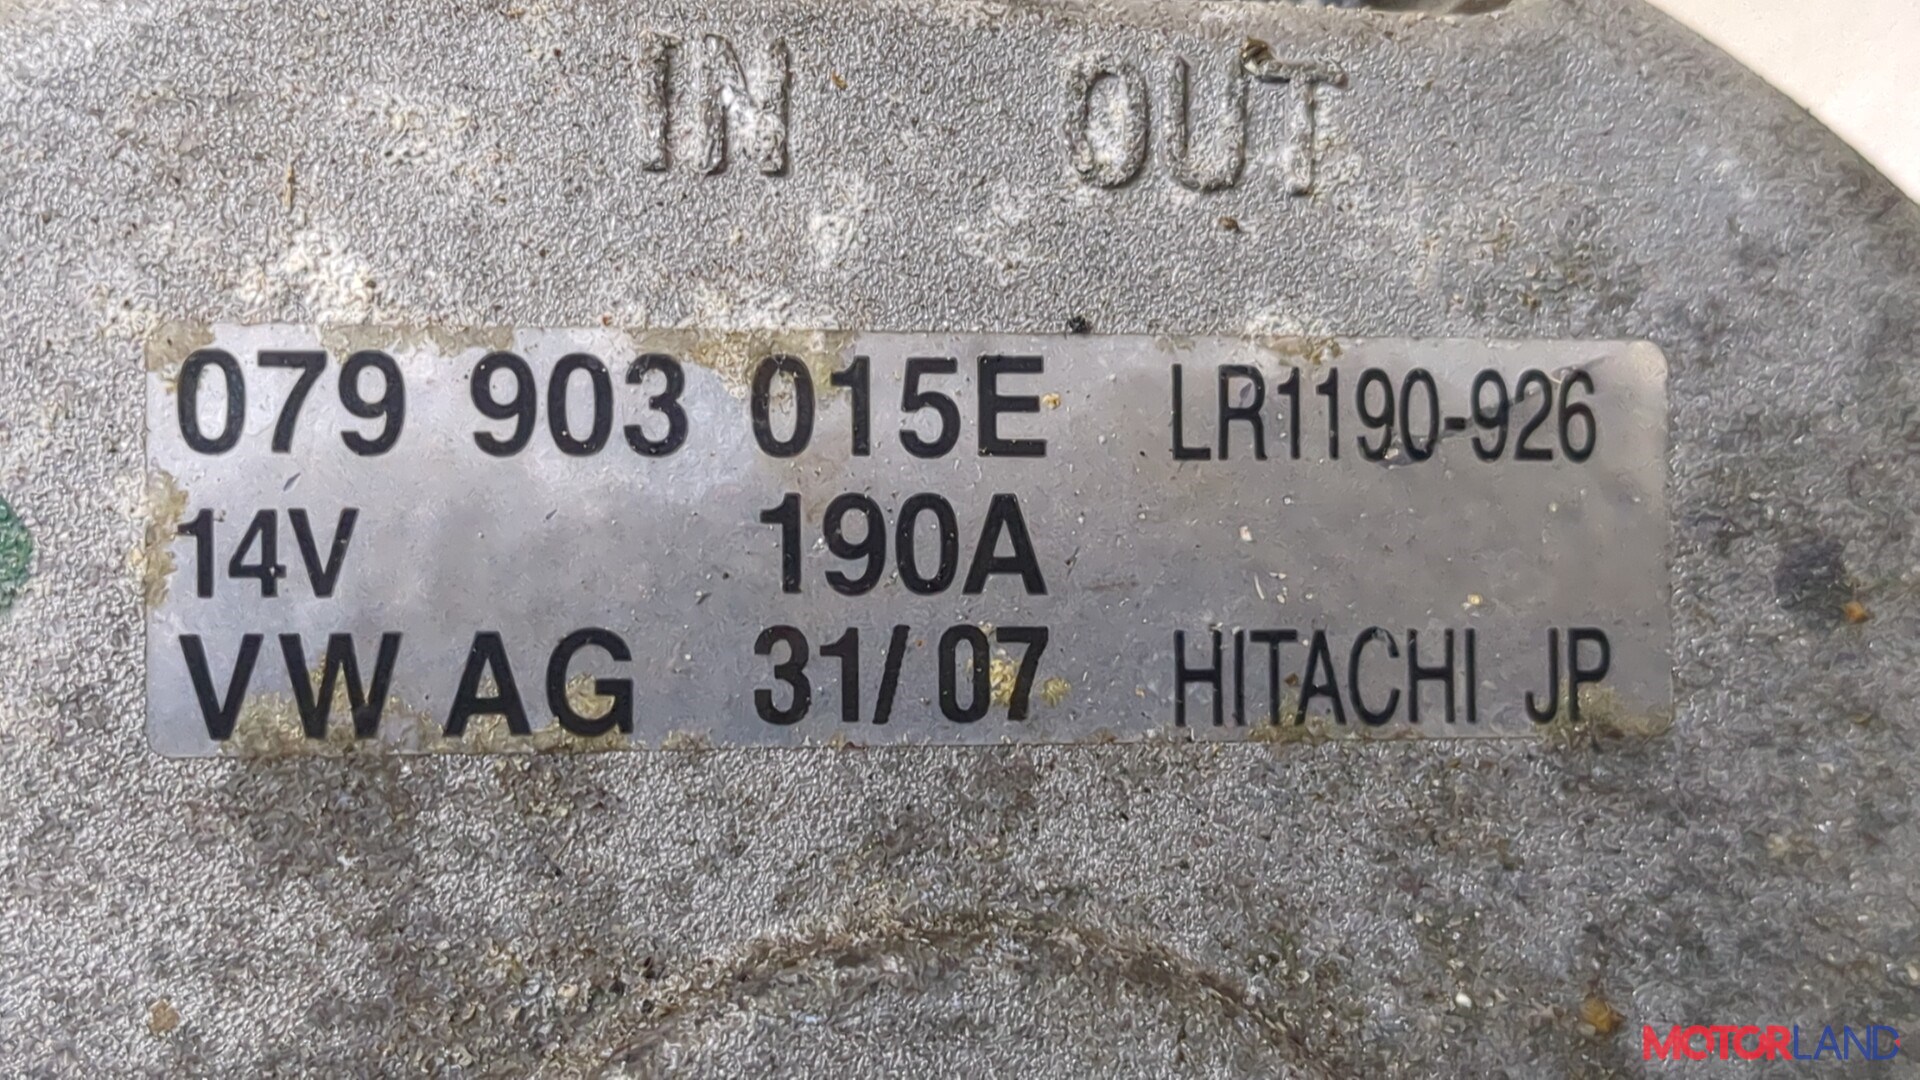 IN OUT
079 903 015E LR1190-926
14V 190A
VW AG 31/07 HITACHI JP
MOTORLAND